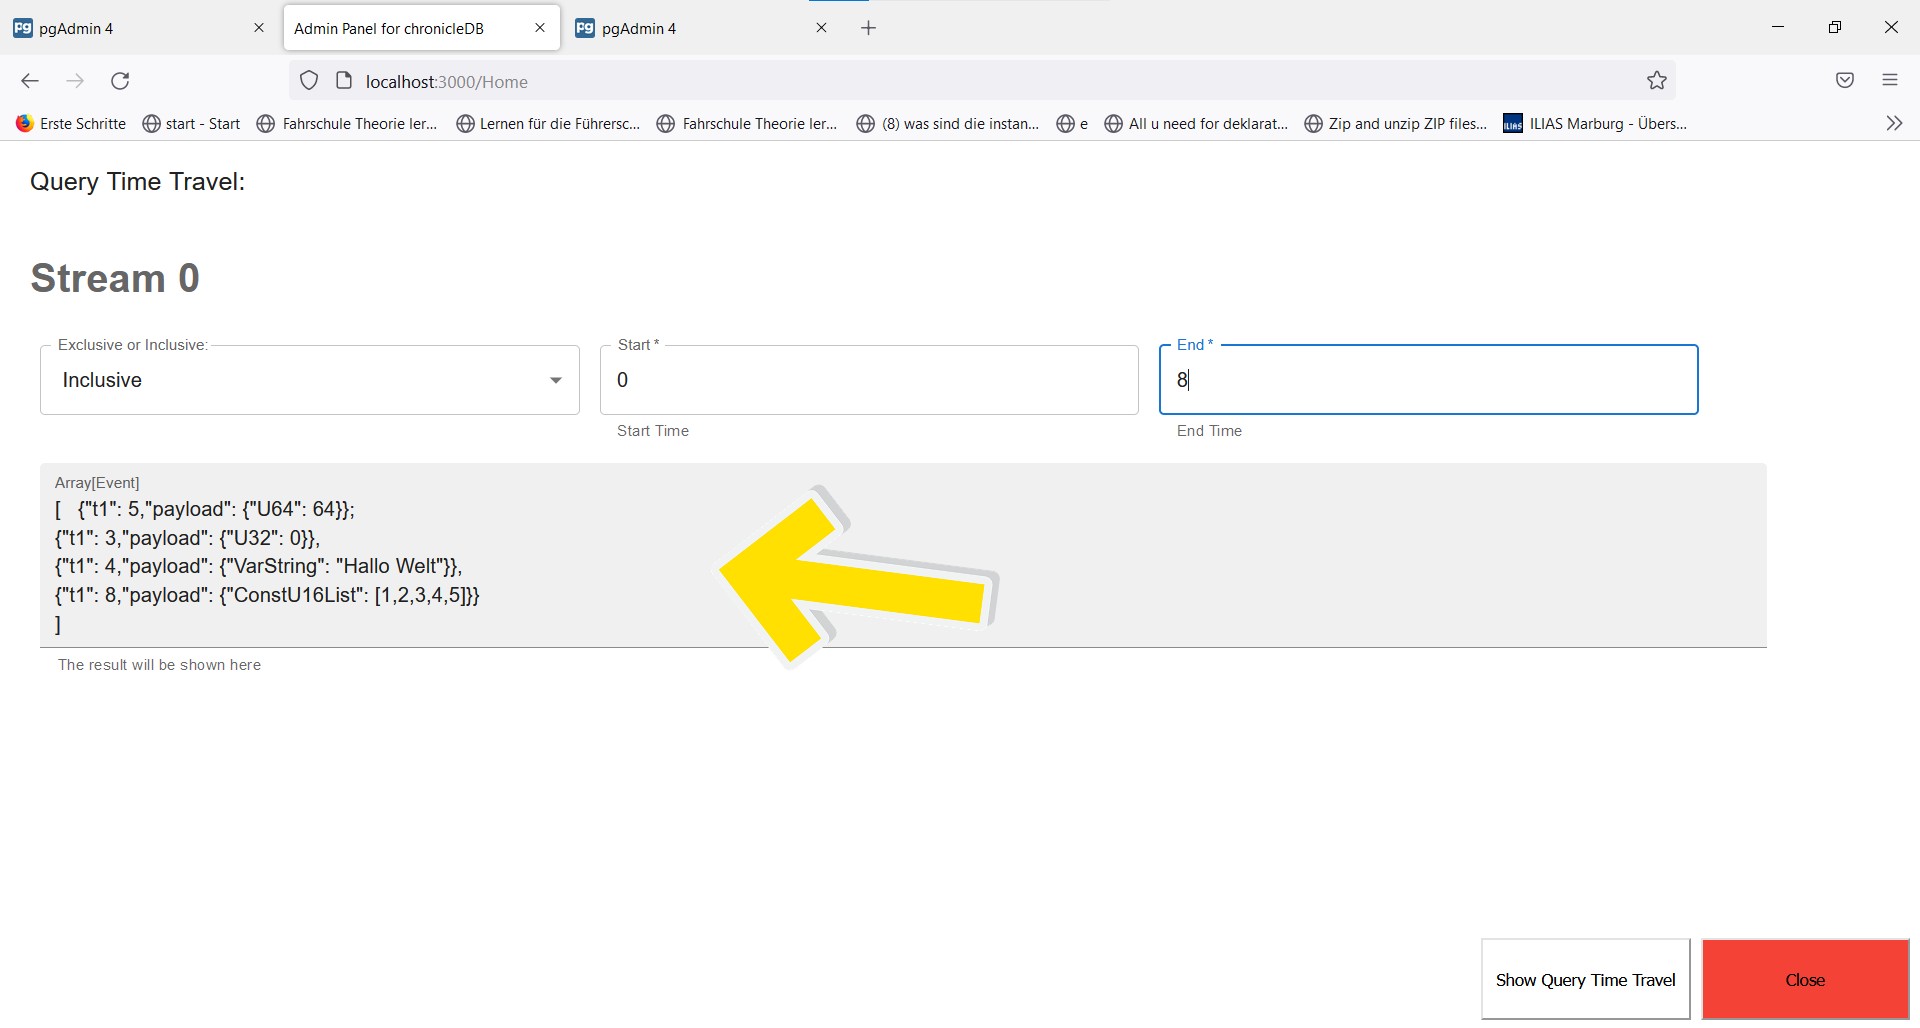 pgAdmin 4
Admin Panel for chronicleDB
pgAdmin 4
localhost:3000/Home
Erste Schritte
start - Start
Fahrschule Theorie ler...
Lernen für die Führersc...
Fahrschule Theorie ler...
(8) was sind die instan...
e
All u need for deklarat...
Zip and unzip ZIP files...
ILIAS Marburg - Übers...
Query Time Travel:
Stream 0
Exclusive or Inclusive:
Inclusive
Start *
0
Start Time
End *
8
End Time
Array[Event]
[   {"t1": 5,"payload": {"U64": 64}};
{"t1": 3,"payload": {"U32": 0}},
{"t1": 4,"payload": {"VarString": "Hallo Welt"}},
{"t1": 8,"payload": {"ConstU16List": [1,2,3,4,5]}}
]
The result will be shown here
Show Query Time Travel
Close